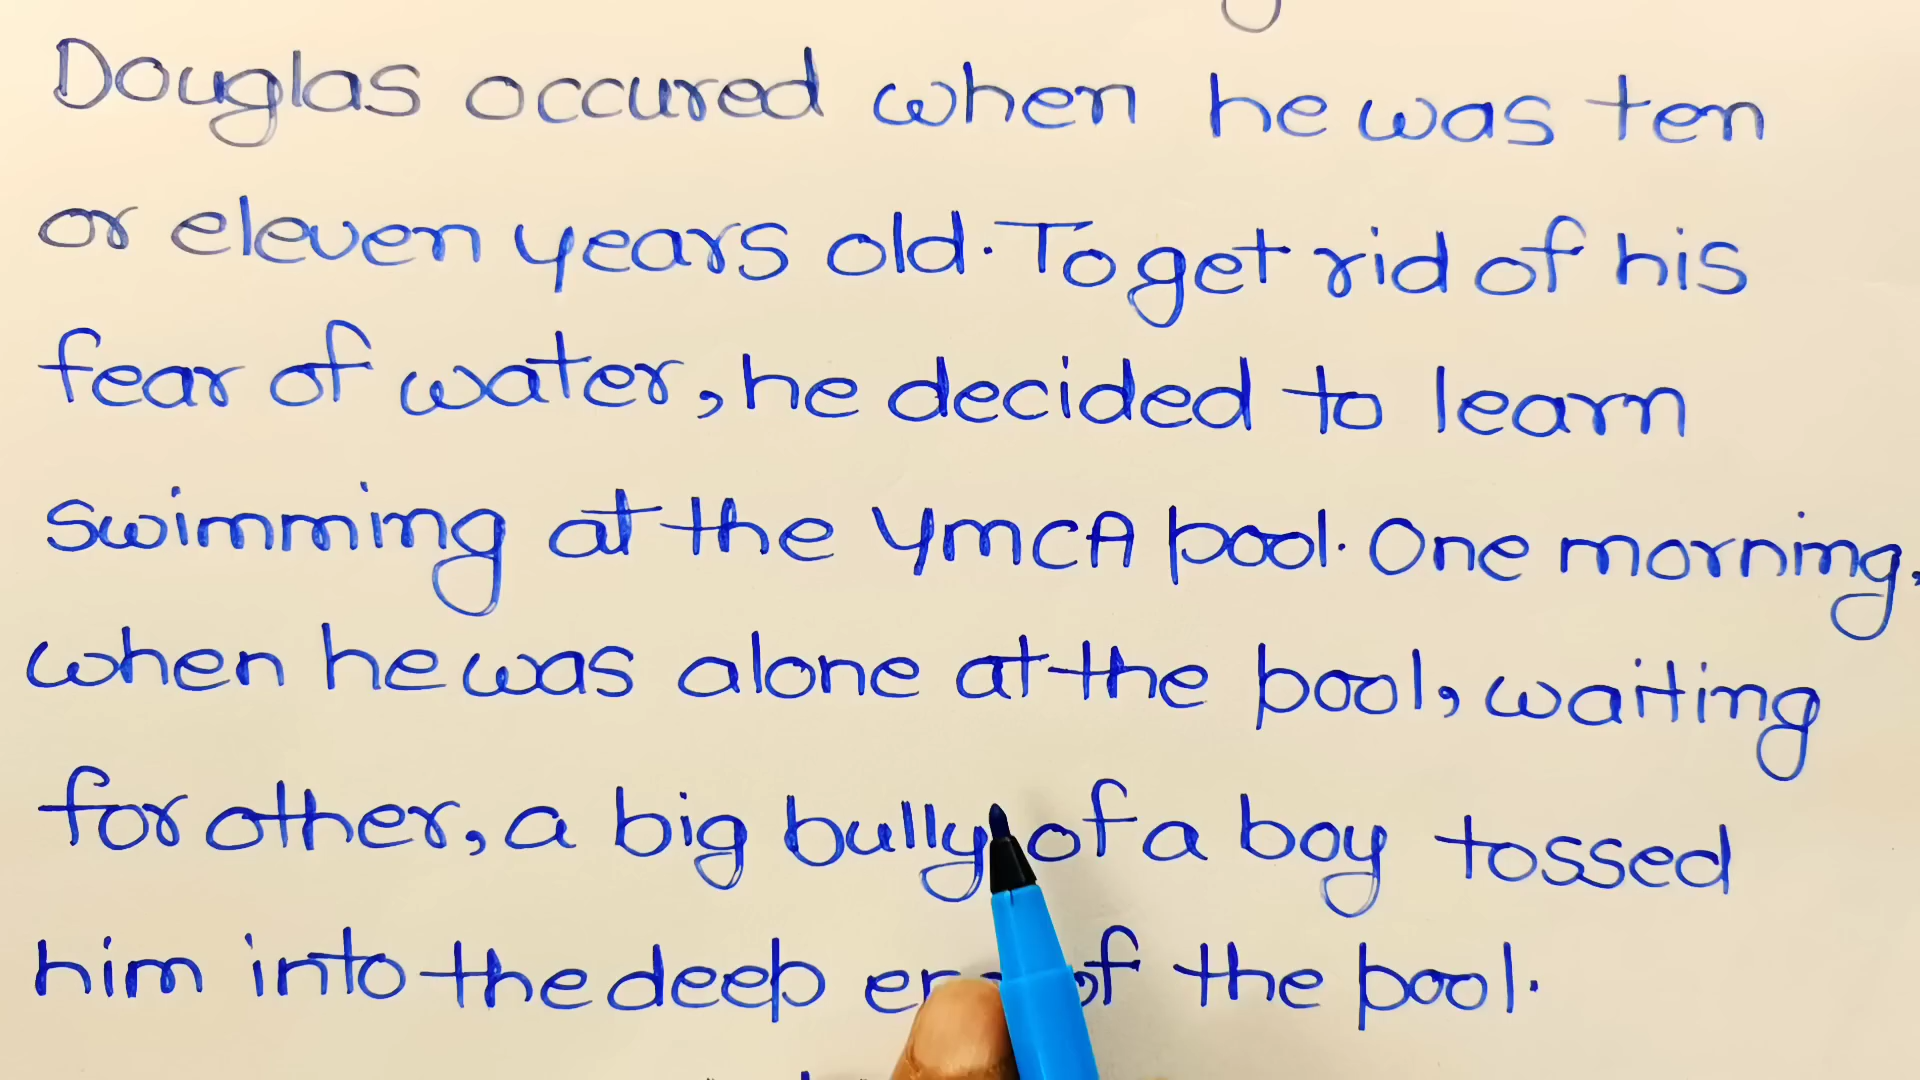 Douglas occured when he was ten
or eleven years old. To get rid of his
fear of water, he decided to learn
swimming at the YMCA pool. One morning,
when he was alone at the pool, waiting
for other, a big bully of a boy tossed
him into the deep end of the pool.